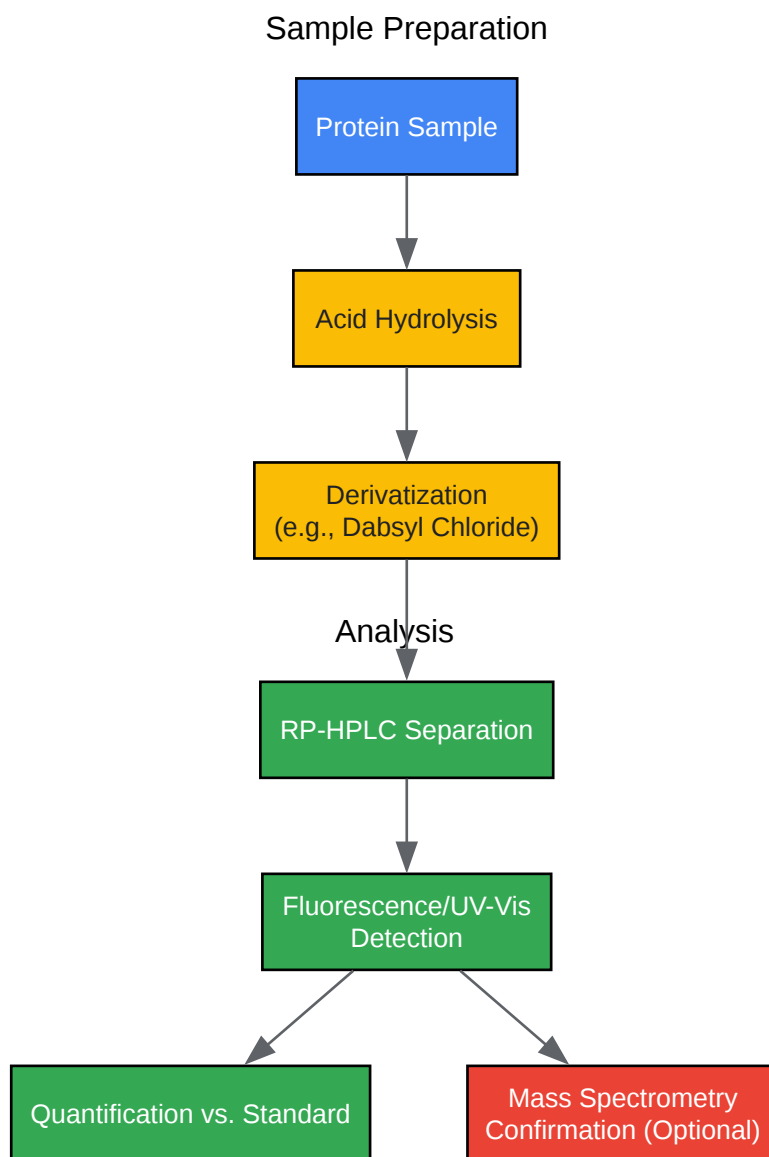 Sample Preparation
Protein Sample
Acid Hydrolysis
Derivatization
(e.g., Dabsyl Chloride)
Analysis
RP-HPLC Separation
Fluorescence/UV-Vis
Detection
Quantification vs. Standard
Mass Spectrometry
Confirmation (Optional)